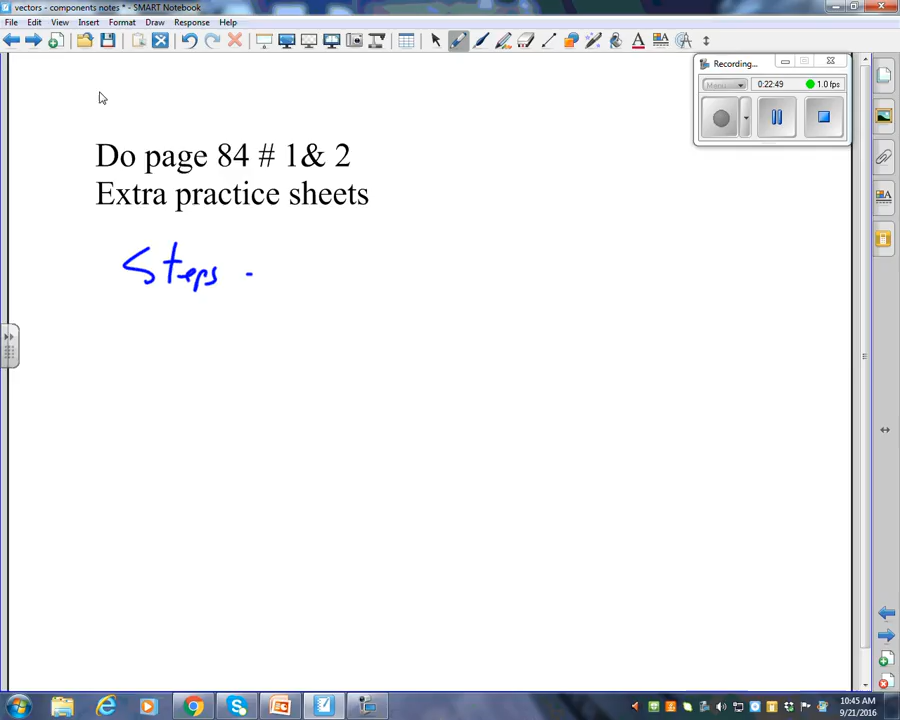 vectors - components notes * - SMART Notebook
File Edit View Insert Format Draw Response Help
Recording...
Menu 0:22:49 1.0 fps
Do page 84 # 1& 2
Extra practice sheets
Steps -
10:45 AM
9/21/2016